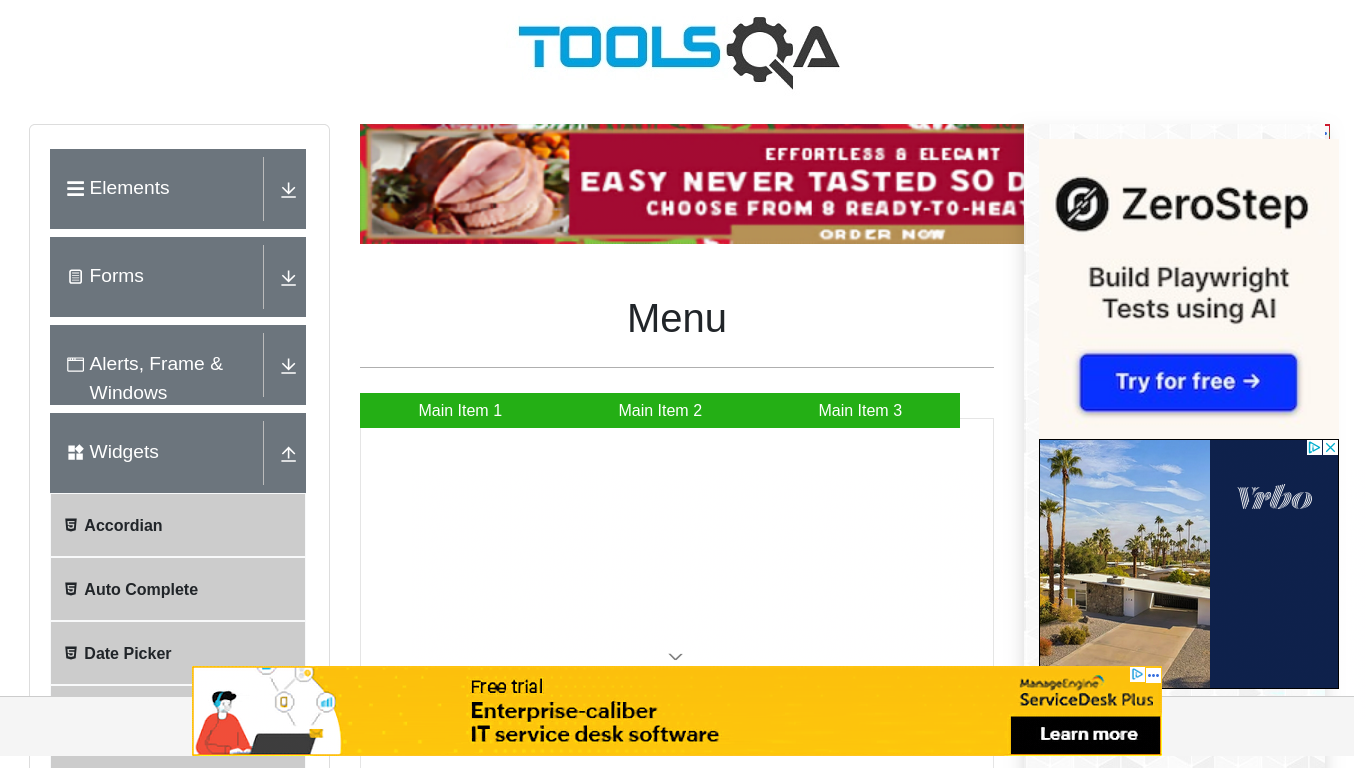 TOOLSQA
Elements
Forms
Alerts, Frame &
Windows
Widgets
Accordian
Auto Complete
Date Picker
EFFORTLESS & ELEGANT
EASY NEVER TASTED SO
CHOOSE FROM 8 READY-TO-HEAT
ORDER NOW
Menu
Main Item 1
Main Item 2
Main Item 3
ZeroStep
Build Playwright
Tests using AI
Try for free →
Vrbo
Free trial
Enterprise-caliber
IT service desk software
ManageEngine
ServiceDesk Plus
Learn more